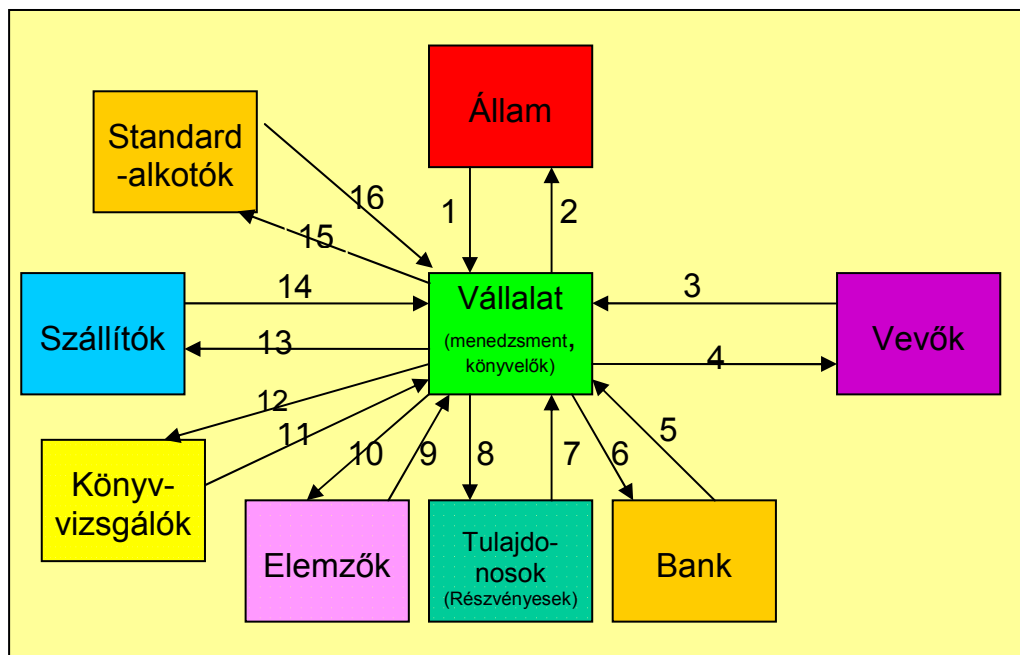 Állam
Standard
-alkotók
16
1
2
15
Szállítók
14
Vállalat
3
Vevők
13
(menedzsment,
könyvelők)
4
12
11
10
9
8
7
6
5
Könyv-
vizsgálók
Elemzők
Tulajdo-
nosok
(Részvényesek)
Bank